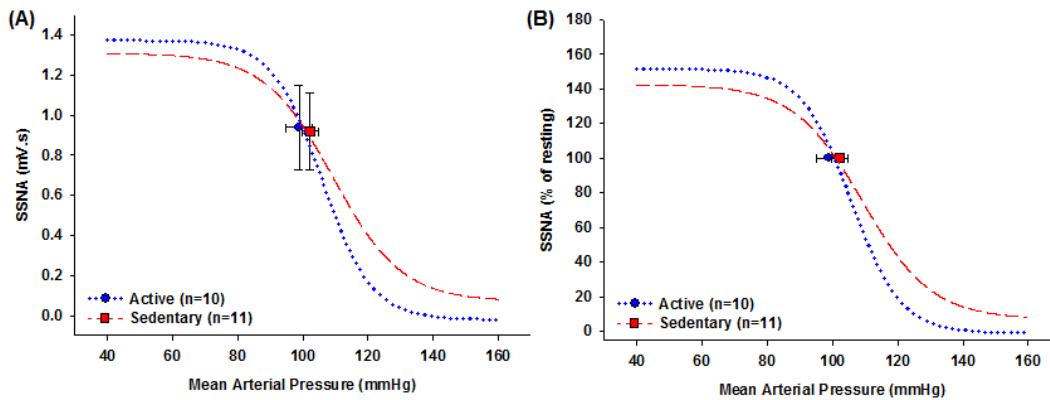 (A)
SSNA (mV.s)
1.4
1.2
1.0
0.8
0.6
0.4
0.2
0.0
Active (n=10)
Sedentary (n=11)
40 60 80 100 120 140 160
Mean Arterial Pressure (mmHg)
(B)
SSNA (% of resting)
180
160
140
120
100
80
60
40
20
0
Active (n=10)
Sedentary (n=11)
40 60 80 100 120 140 160
Mean Arterial Pressure (mmHg)